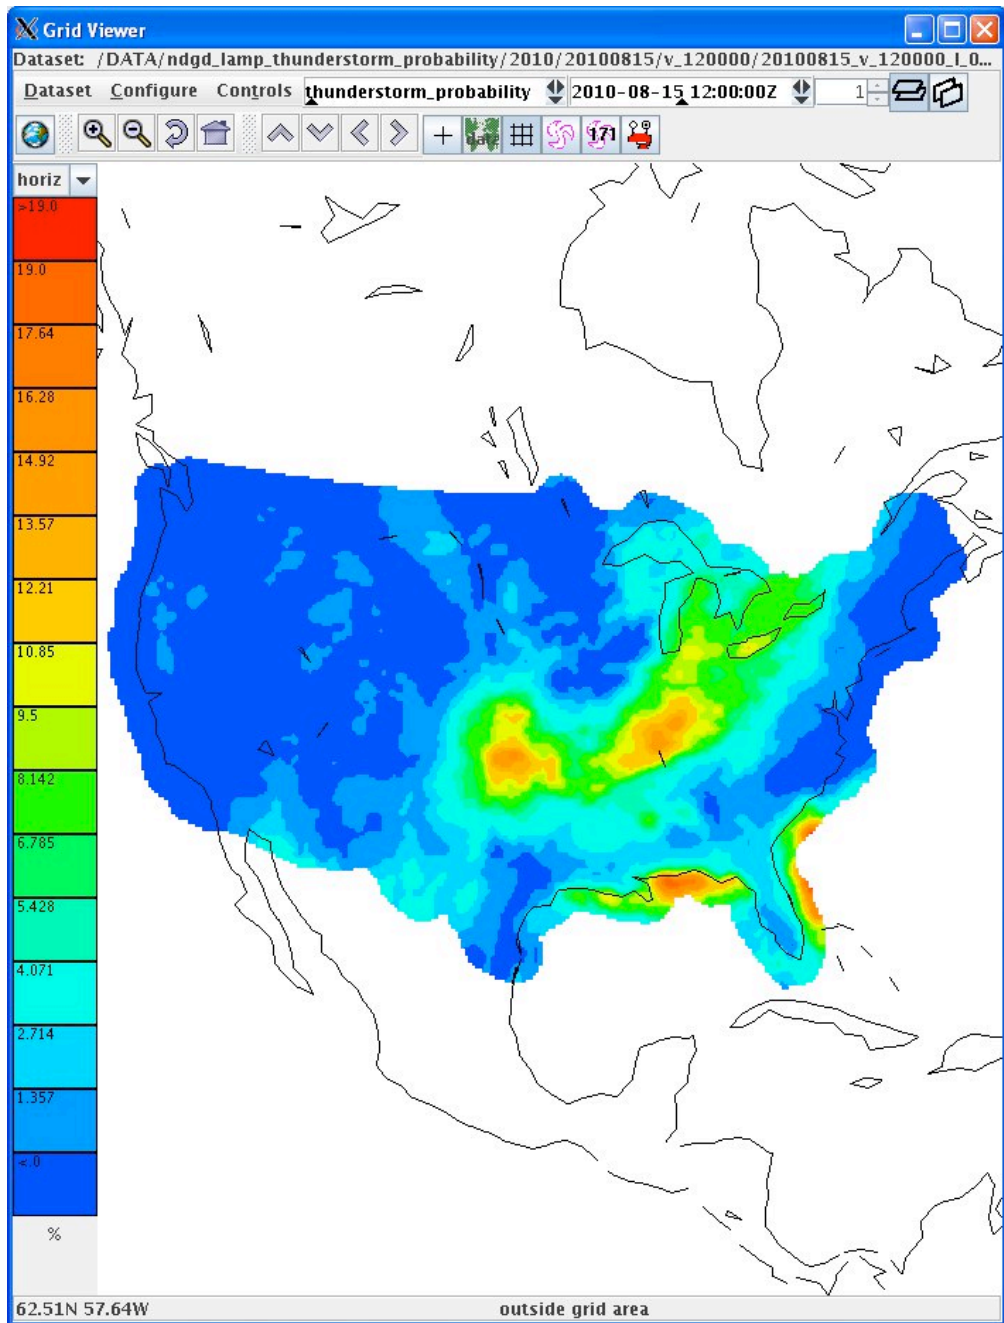 Grid Viewer
Dataset: /DATA/ndgd_lamp_thunderstorm_probability/2010/20100815/v_120000/20100815_v_120000_l_0...
Dataset Configure Controls thunderstorm_probability 2010-08-15 12:00:00Z 1
date 171
horiz
>19.0
19.0
17.64
16.28
14.92
13.57
12.21
10.85
9.5
8.142
6.785
5.428
4.071
2.714
1.357
<.0
%
62.51N 57.64W outside grid area